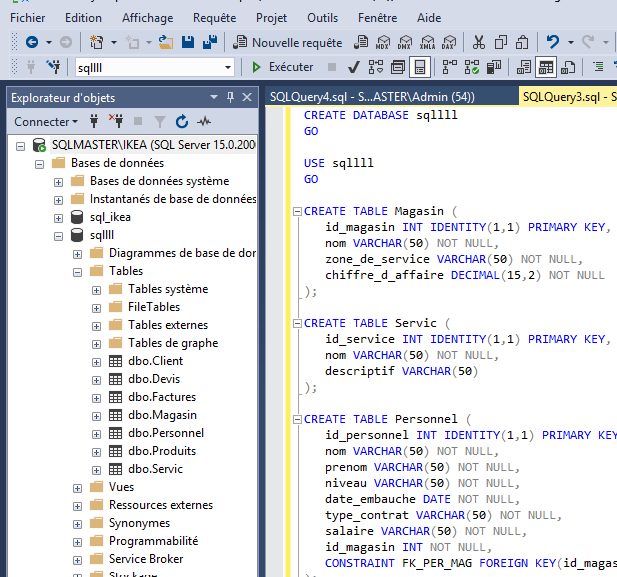 Fichier Edition Affichage Requête Projet Outils Fenêtre Aide
Nouvelle requête MDX DMX XMLA DAX
sqllll Exécuter
Explorateur d'objets
Connecter
SQLMASTER\IKEA (SQL Server 15.0.200
Bases de données
Bases de données système
Instantanés de base de données
sql_ikea
sqllll
Diagrammes de base de dor
Tables
Tables système
FileTables
Tables externes
Tables de graphe
dbo.Client
dbo.Devis
dbo.Factures
dbo.Magasin
dbo.Personnel
dbo.Produits
dbo.Servic
Vues
Ressources externes
Synonymes
Programmabilité
Service Broker
SQLQuery4.sql - S...ASTER\Admin (54)) SQLQuery3.sql - S
CREATE DATABASE sqllll
GO
USE sqllll
GO
CREATE TABLE Magasin (
id_magasin INT IDENTITY(1,1) PRIMARY KEY,
nom VARCHAR(50) NOT NULL,
zone_de_service VARCHAR(50) NOT NULL,
chiffre_d_affaire DECIMAL(15,2) NOT NULL
);
CREATE TABLE Servic (
id_service INT IDENTITY(1,1) PRIMARY KEY,
nom VARCHAR(50) NOT NULL,
descriptif VARCHAR(50)
);
CREATE TABLE Personnel (
id_personnel INT IDENTITY(1,1) PRIMARY KEY
nom VARCHAR(50) NOT NULL,
prenom VARCHAR(50) NOT NULL,
niveau VARCHAR(50) NOT NULL,
date_embauche DATE NOT NULL,
type_contrat VARCHAR(50) NOT NULL,
salaire VARCHAR(50) NOT NULL,
id_magasin INT NOT NULL,
CONSTRAINT FK_PER_MAG FOREIGN KEY(id_magas